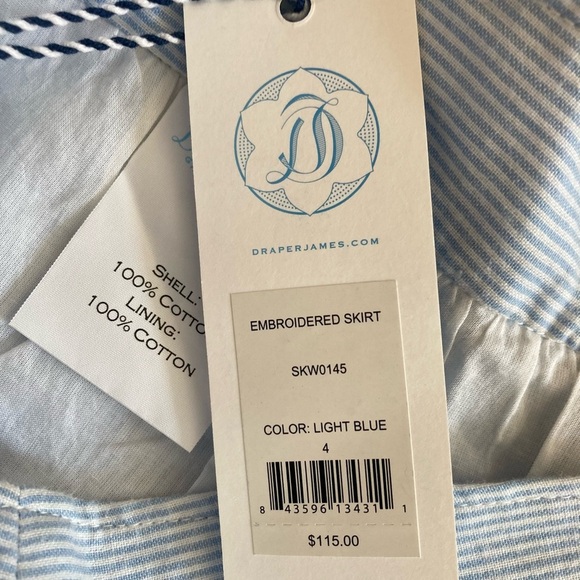 DRAPERJAMES.COM
EMBROIDERED SKIRT
SKW0145
COLOR: LIGHT BLUE
4
8 43596 13431 1
$115.00
SHELL:
100% COTTO
LINING:
100% COTTON